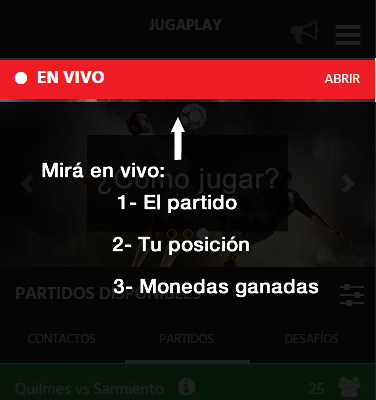 JUGAPLAY
EN VIVO
ABRIR
Mirá en vivo:
¿Cómo jugar?
1- El partido
2- Tu posición
3- Monedas ganadas
PARTIDOS DISPONIBLES
CONTACTOS
PARTIDOS
DESAFÍOS
Quilmes vs Sarmiento
25